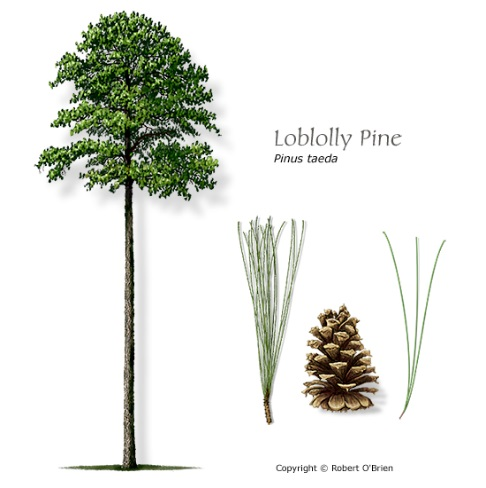 Loblolly Pine
Pinus taeda
Copyright © Robert O'Brien